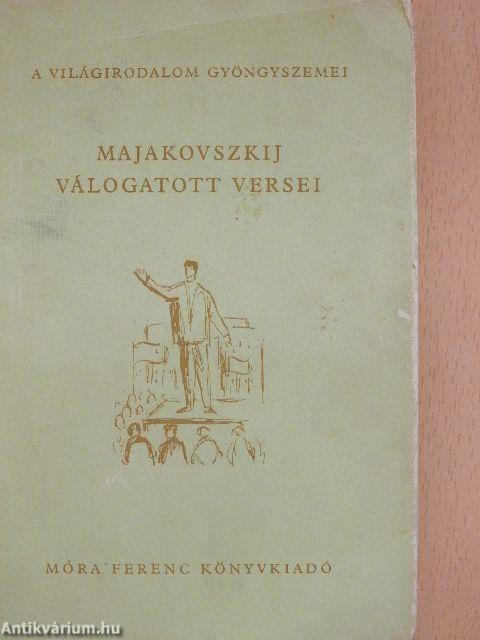 A VILÁGIRODALOM GYÖNGYSZEMEI
MAJAKOVSZKIJ
VÁLOGATOTT VERSEI
MÓRA FERENC KÖNYVKIADÓ
Antikvárium.hu